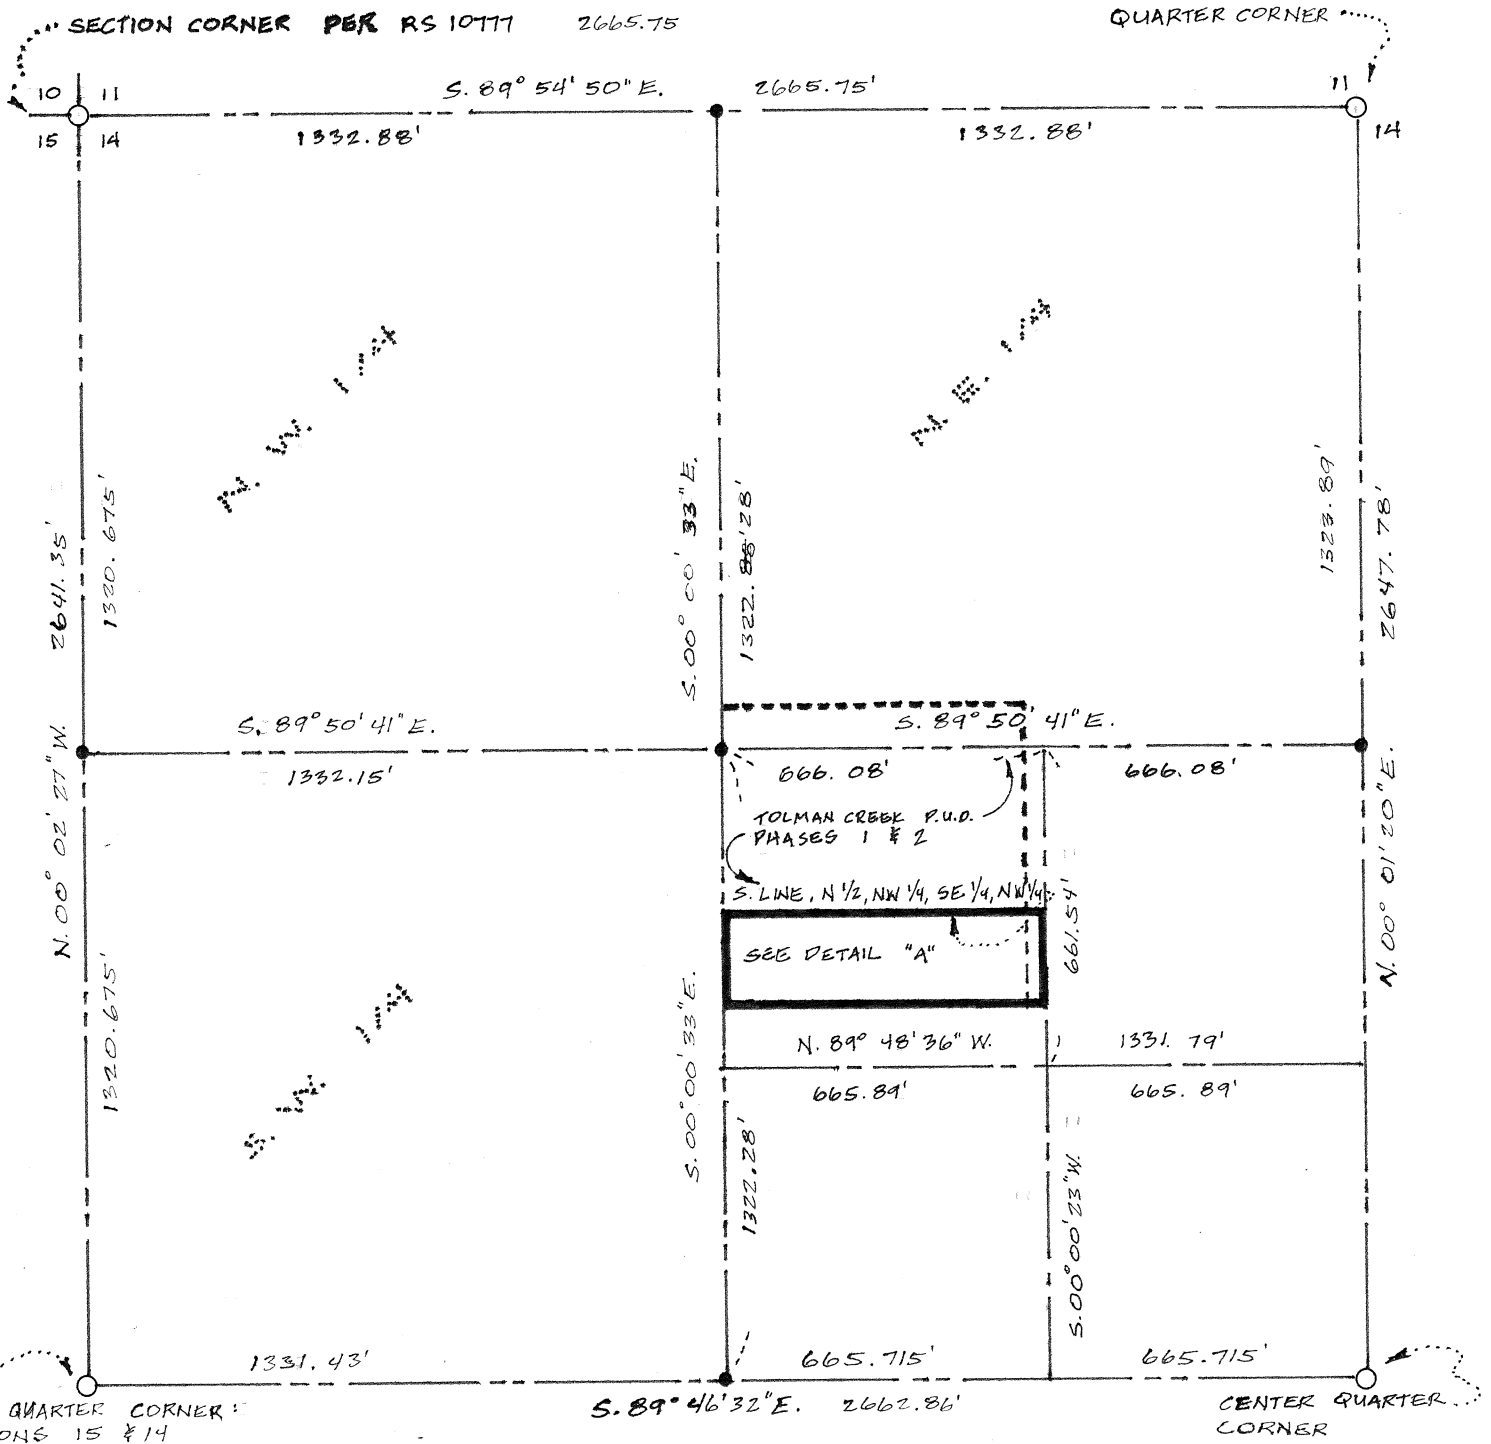 SECTION CORNER PER RS 10777 2665.75
QUARTER CORNER
10 11
15 14
S. 89° 54' 50" E. 2665.75'
11
14
1332.88'
1332.88'
N. W. 1/4
N. E. 1/4
2641.35'
1320.675'
S. 00° 00' 33" E.
1323.89'
2647.78'
N. 00° 02' 27" W.
S. 89° 50' 41" E.
1332.15'
S. 89° 50' 41" E.
666.08'
666.08'
TOLMAN CREEK P.U.D.
PHASES 1 & 2
S. LINE, N 1/2, NW 1/4, SE 1/4, NW 1/4
SEE DETAIL "A"
661.54'
N. 00° 01' 20" E.
N. 89° 48' 36" W.
1331.79'
665.89'
665.89'
1320.675'
S. W. 1/4
S. 00° 00' 33" E.
1322.28'
S. 00° 00' 23" W.
1331.43'
665.715'
665.715'
S. 89° 46' 32" E. 2662.86'
QUARTER CORNER
ONS 15 & 14
CENTER QUARTER
CORNER